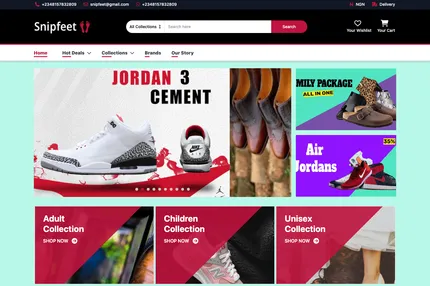 +2348157632809 snipfeet@gmail.com +2348157632809 NGN Delivery
Snipfeet
All Collections
Search here
Search
Your Wishlist
Your Cart
Home Hot Deals Collections Brands Our Story
JORDAN 3
CEMENT
MILY PACKAGE
ALL IN ONE
35%
Air
Jordans
Adult
Collection
SHOP NOW
Children
Collection
SHOP NOW
Unisex
Collection
SHOP NOW